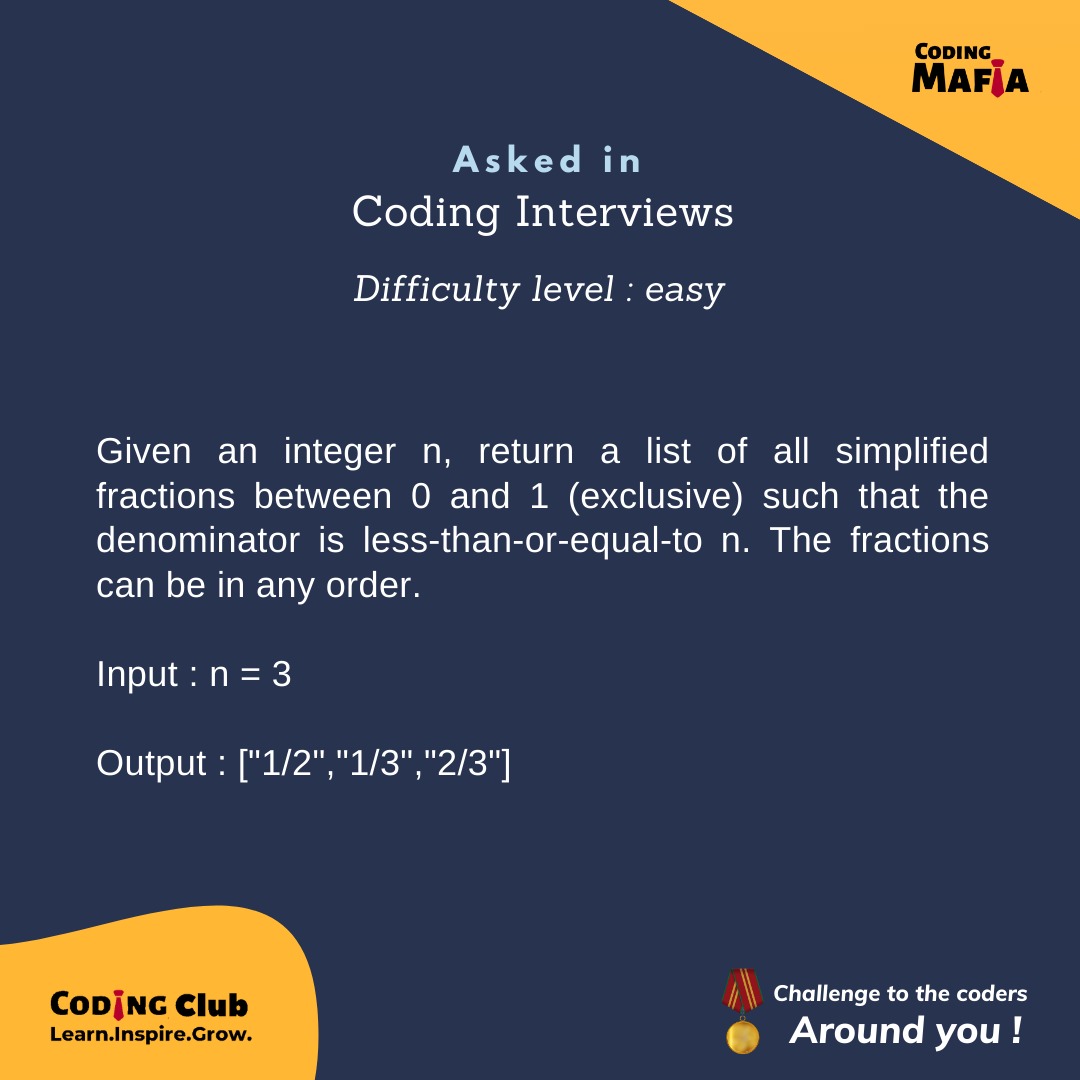 CODING
MAFIA
Asked in
Coding Interviews
Difficulty level : easy
Given an integer n, return a list of all simplified
fractions between 0 and 1 (exclusive) such that the
denominator is less-than-or-equal-to n. The fractions
can be in any order.
Input : n = 3
Output : ["1/2","1/3","2/3"]
CODING Club
Learn.Inspire.Grow.
Challenge to the coders
Around you !